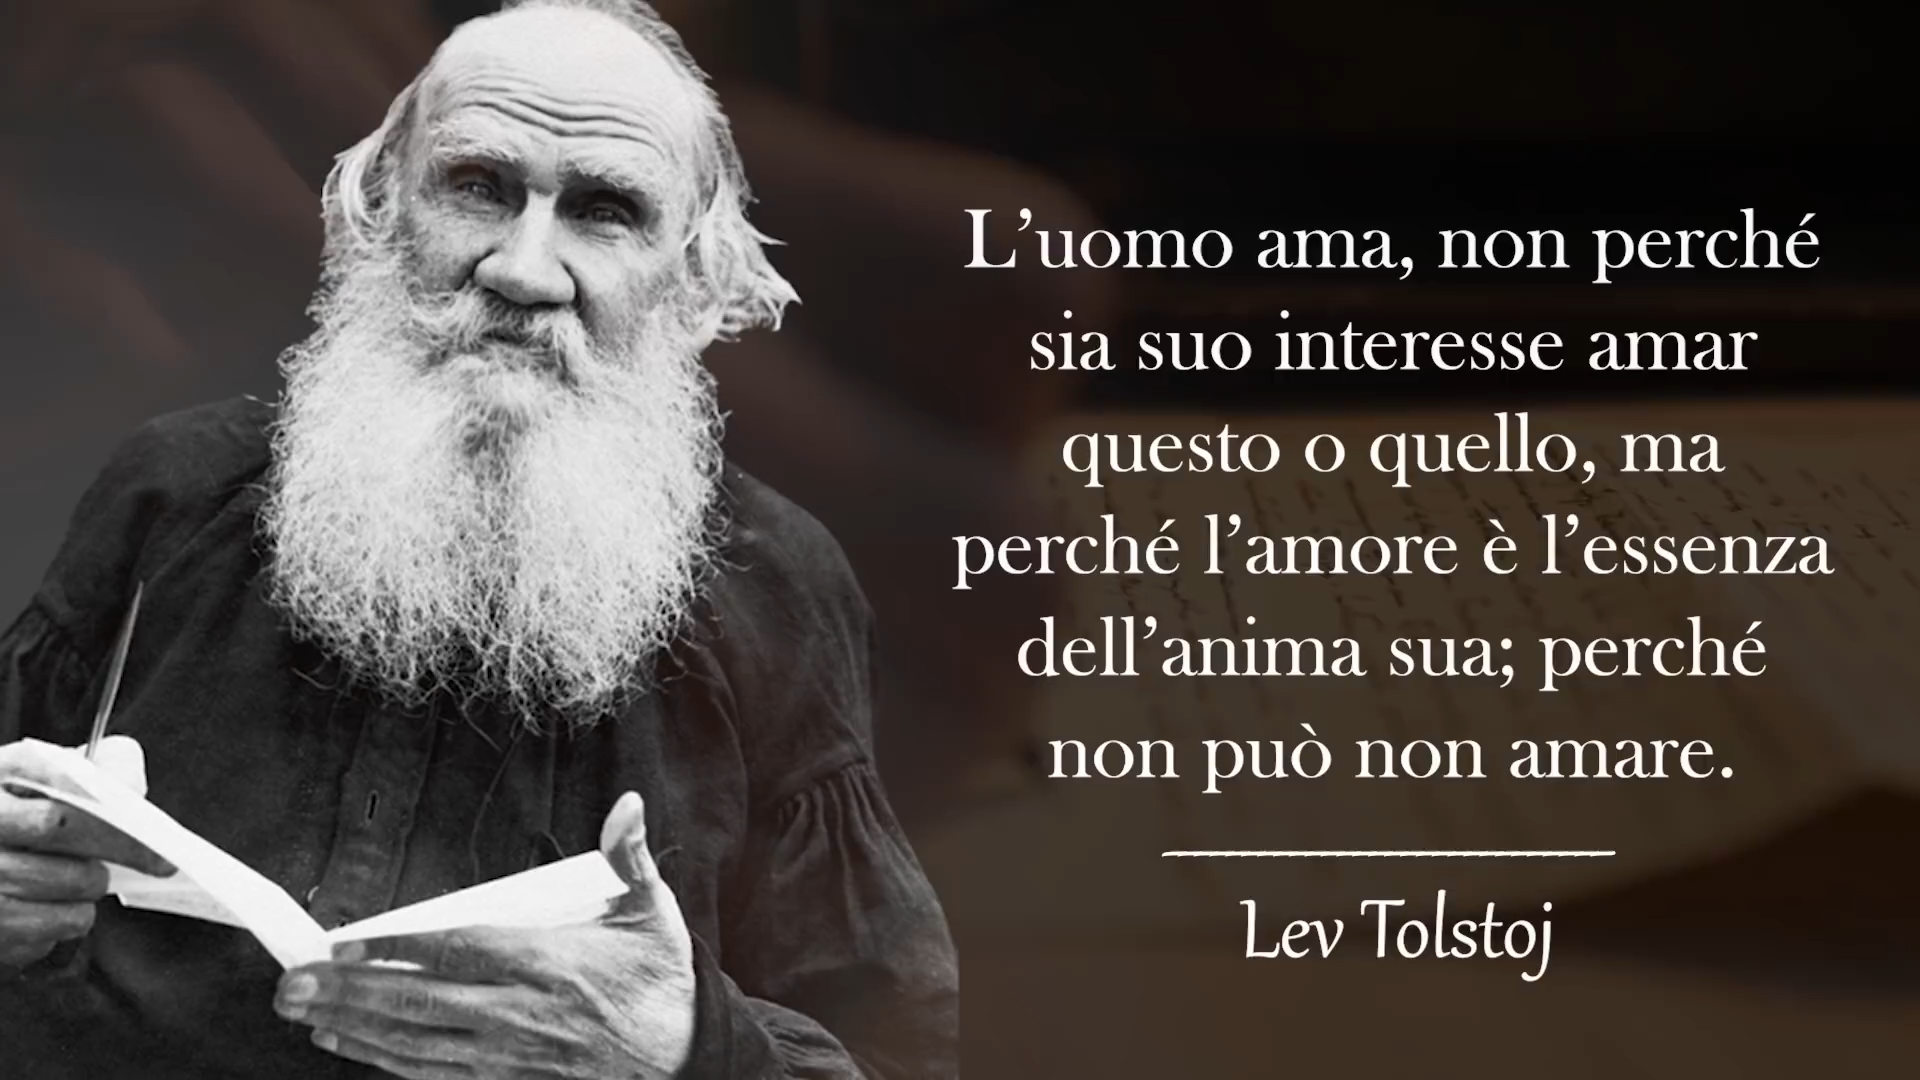 L’uomo ama, non perché
sia suo interesse amar
questo o quello, ma
perché l’amore è l’essenza
dell’anima sua; perché
non può non amare.
Lev Tolstoj